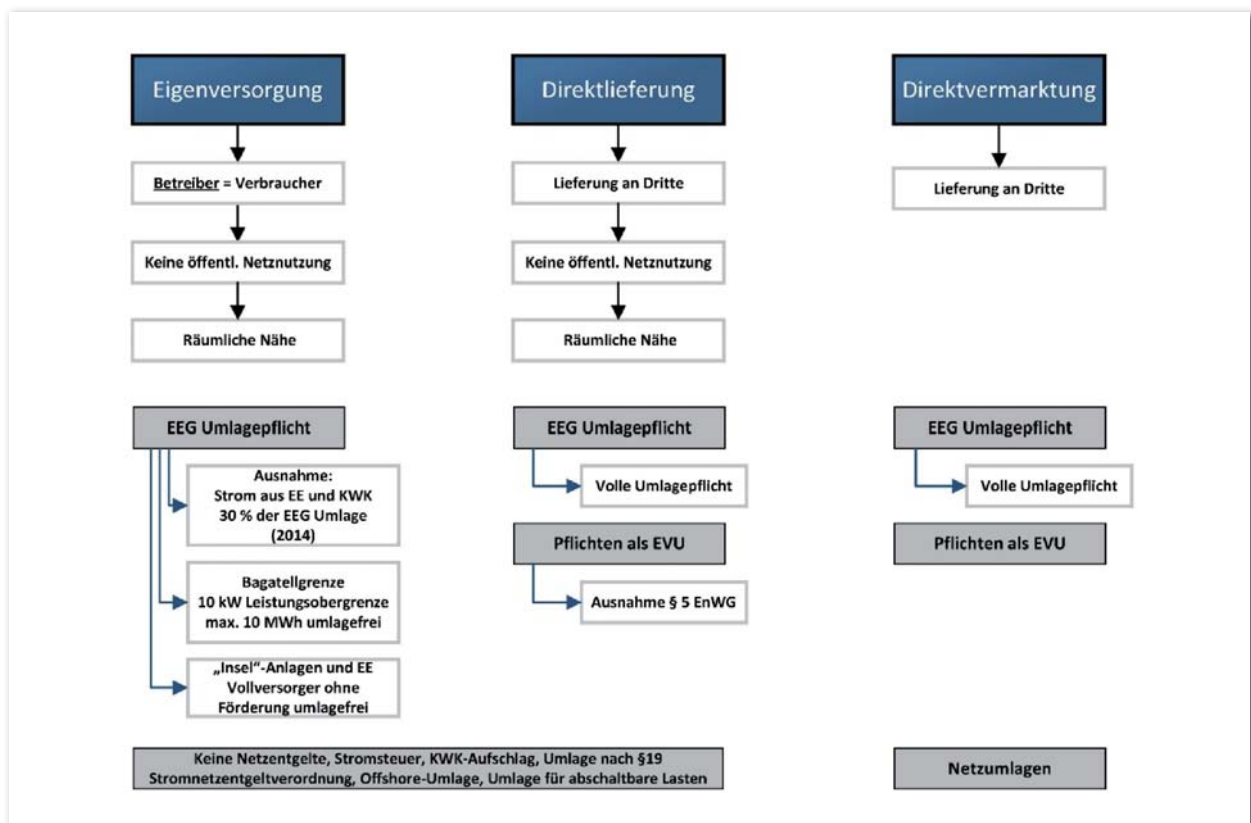 Eigenversorgung
Betreiber = Verbraucher
Keine öffentl. Netznutzung
Räumliche Nähe
EEG Umlagepflicht
Ausnahme:
Strom aus EE und KWK
30 % der EEG Umlage
(2014)
Bagatellgrenze
10 kW Leistungsobergrenze
max. 10 MWh umlagefrei
„Insel“-Anlagen und EE
Vollversorger ohne
Förderung umlagefrei
Direktlieferung
Lieferung an Dritte
Keine öffentl. Netznutzung
Räumliche Nähe
EEG Umlagepflicht
Volle Umlagepflicht
Pflichten als EVU
Ausnahme § 5 EnWG
Keine Netzentgelte, Stromsteuer, KWK-Aufschlag, Umlage nach §19
Stromnetzentgeltverordnung, Offshore-Umlage, Umlage für abschaltbare Lasten
Direktvermarktung
Lieferung an Dritte
EEG Umlagepflicht
Volle Umlagepflicht
Pflichten als EVU
Netzumlagen